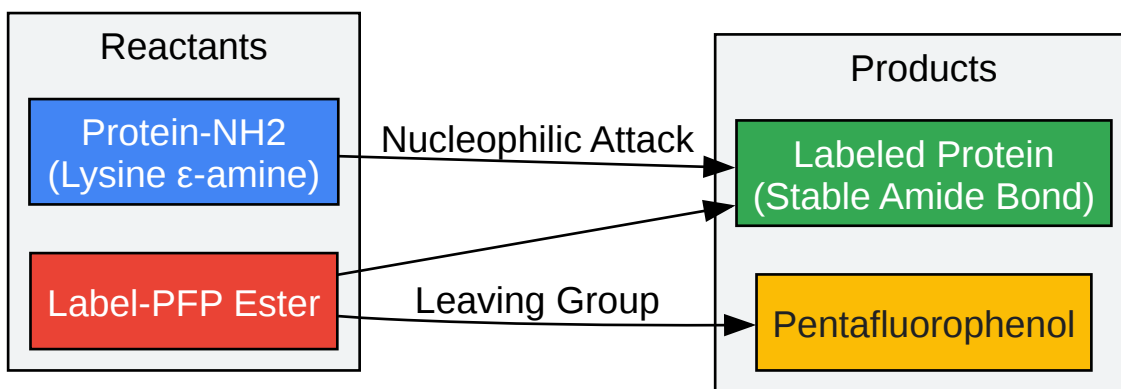 Reactants
Protein-NH2
(Lysine ε-amine)
Label-PFP Ester
Nucleophilic Attack
Leaving Group
Products
Labeled Protein
(Stable Amide Bond)
Pentafluorophenol